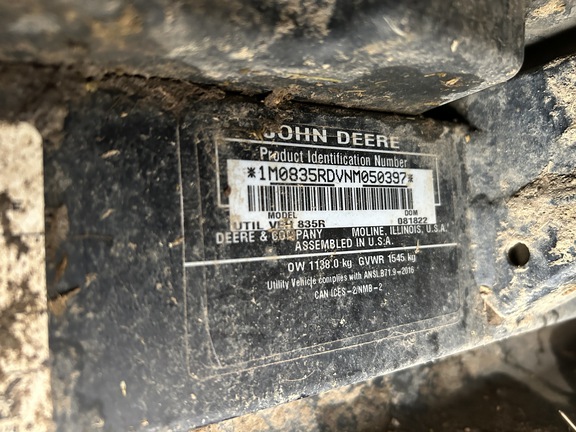 JOHN DEERE
Product Identification Number
*1M0835RDVNM050397*
MODEL DOM
UTIL VEH 835R 081822
DEERE & COMPANY MOLINE, ILLINOIS, U.S.A.
ASSEMBLED IN U.S.A.
OW 1138.0 kg GVWR 1545 kg
Utility Vehicle complies with ANSI.B71.9-2016
CAN ICES-2/NMB-2